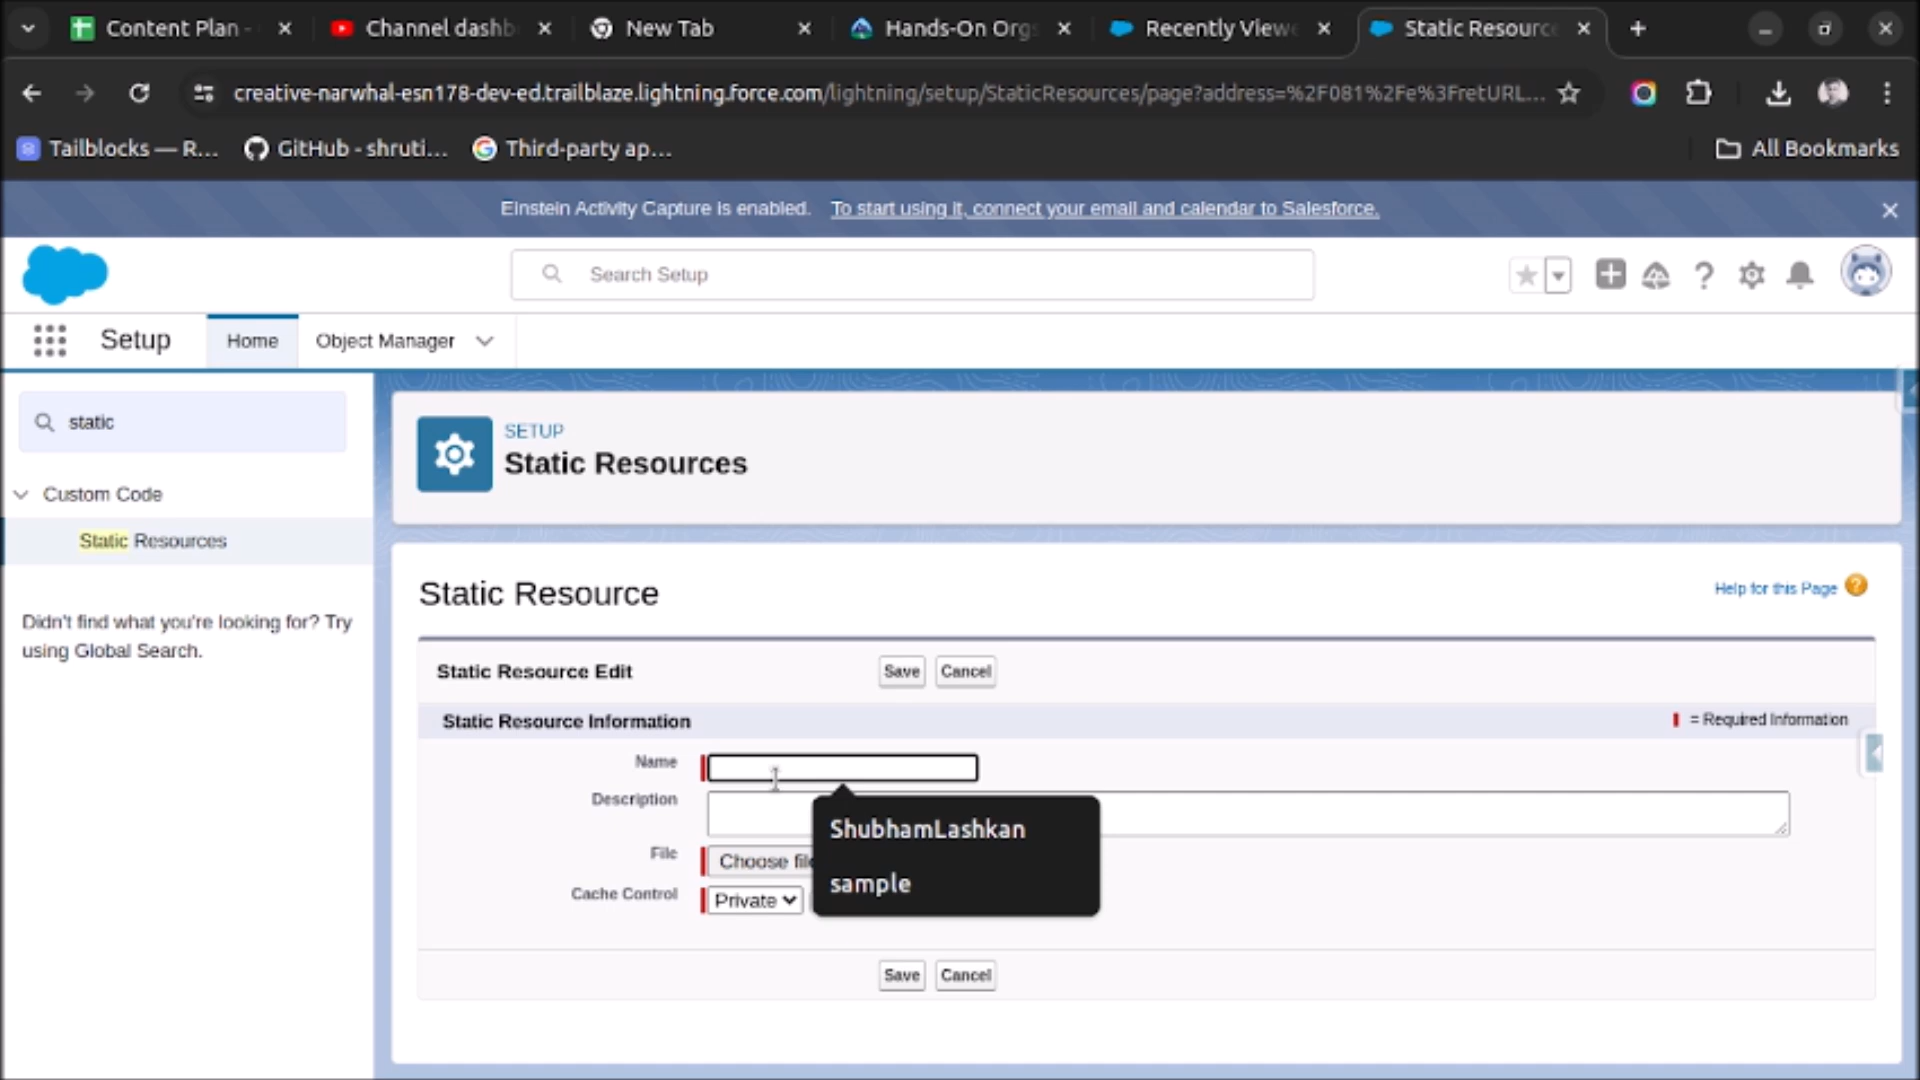 Content Plan -
Channel dashb
New Tab
Hands-On Orgs
Recently Viewe
Static Resourc
creative-narwhal-esn178-dev-ed.trailblaze.lightning.force.com/lightning/setup/StaticResources/page?address=%2F081%2Fe%3FretURL...
Tailblocks — R...
GitHub - shruti...
Third-party ap...
All Bookmarks
Einstein Activity Capture is enabled. To start using it, connect your email and calendar to Salesforce.
Search Setup
Setup
Home
Object Manager
static
Custom Code
Static Resources
Didn't find what you're looking for? Try
using Global Search.
SETUP
Static Resources
Static Resource
Help for this Page
Static Resource Edit
Save
Cancel
Static Resource Information
= Required Information
Name
Description
ShubhamLashkan
File
Choose file
sample
Cache Control
Private
Save
Cancel